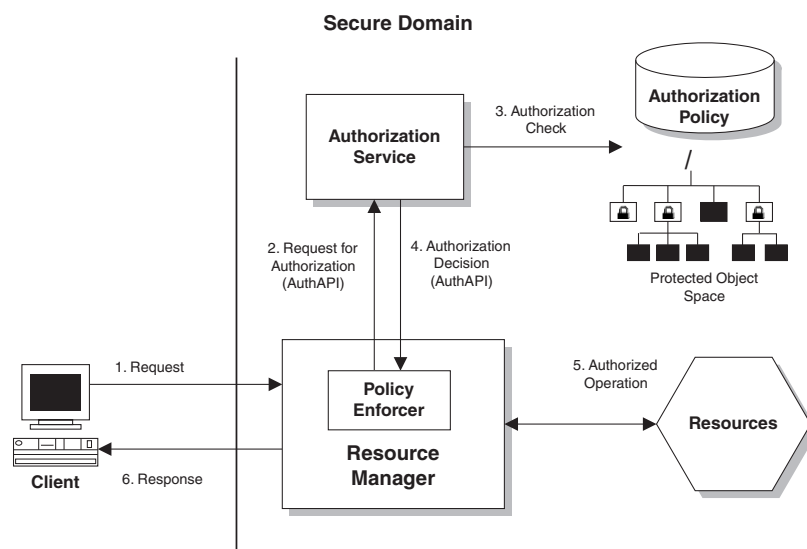 Secure Domain
Authorization
Policy
Authorization
Service
3. Authorization
Check
/
2. Request for
Authorization
(AuthAPI)
4. Authorization
Decision
(AuthAPI)
Protected Object
Space
1. Request
Policy
Enforcer
5. Authorized
Operation
Resources
Resource
Manager
Client
6. Response